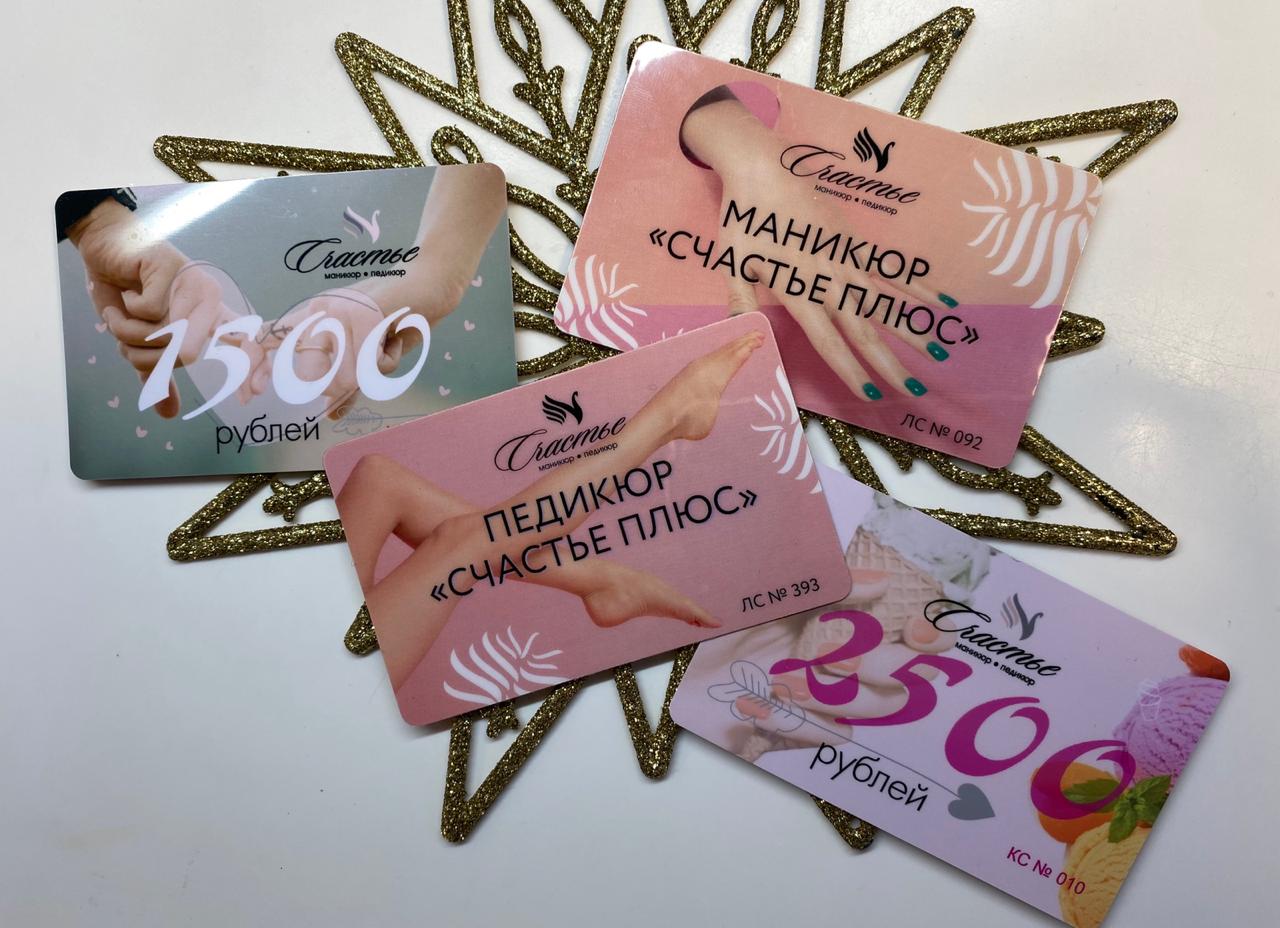 Счастье
маникюр • педикюр
1500
рублей
Счастье
маникюр • педикюр
МАНИКЮР
«СЧАСТЬЕ ПЛЮС»
ЛС № 092
Счастье
маникюр • педикюр
ПЕДИКЮР
«СЧАСТЬЕ ПЛЮС»
ЛС № 393
Счастье
маникюр • педикюр
2500
рублей
КС № 010